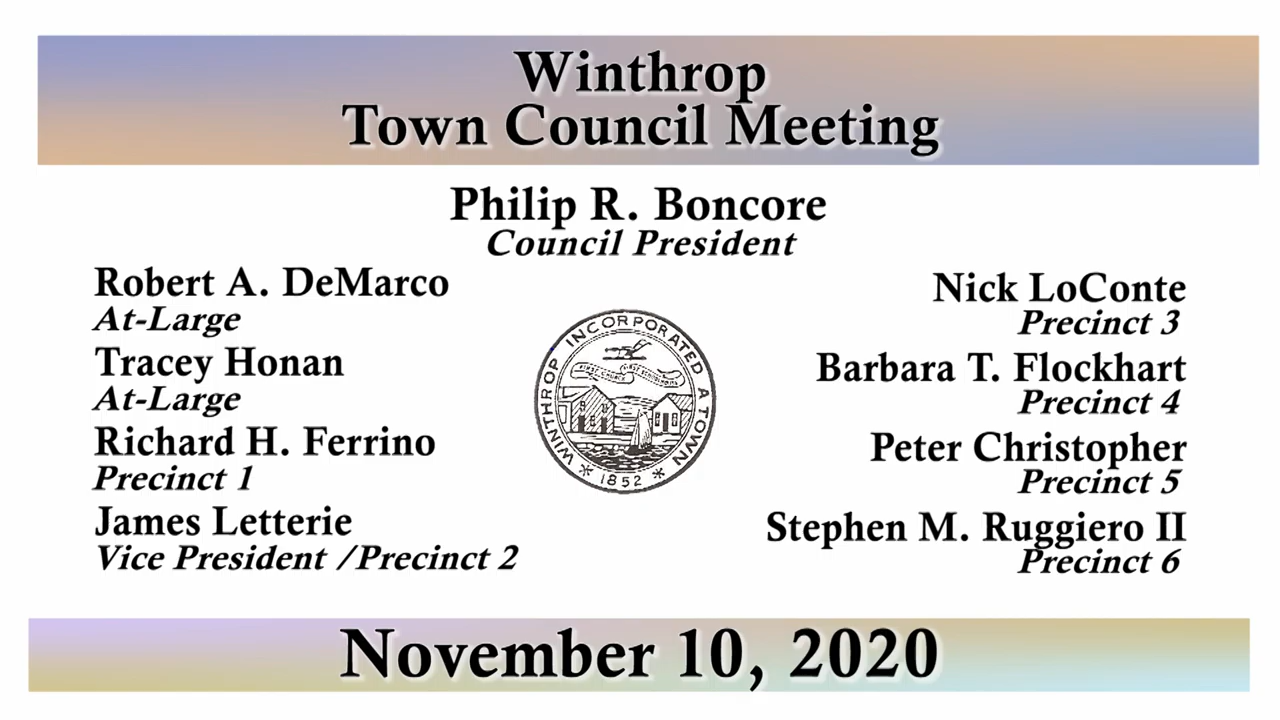 Winthrop
Town Council Meeting
Philip R. Boncore
Council President
Robert A. DeMarco
At-Large
Tracey Honan
At-Large
Richard H. Ferrino
Precinct 1
James Letterie
Vice President /Precinct 2
WINTHROP INCORPORATED A TOWN
* 1852 *
Nick LoConte
Precinct 3
Barbara T. Flockhart
Precinct 4
Peter Christopher
Precinct 5
Stephen M. Ruggiero II
Precinct 6
November 10, 2020